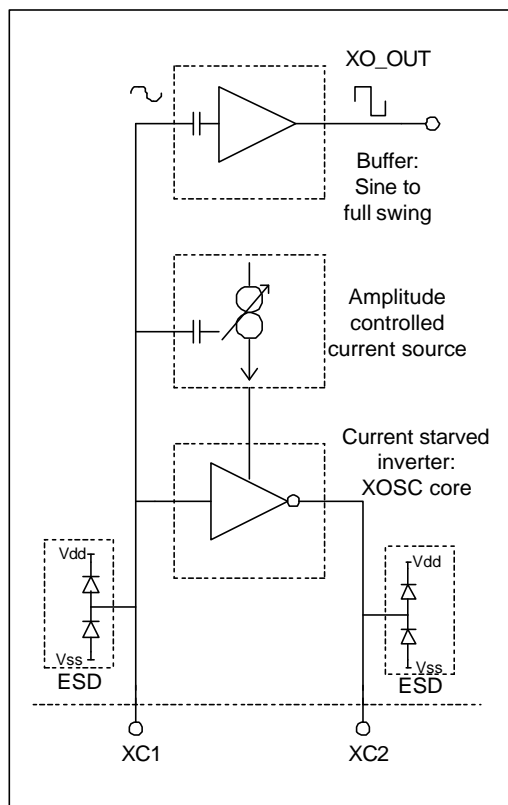 XO_OUT
Buffer:
Sine to
full swing
Amplitude
controlled
current source
Current starved
inverter:
XOSC core
Vdd
Vss
ESD
Vdd
Vss
ESD
XC1
XC2